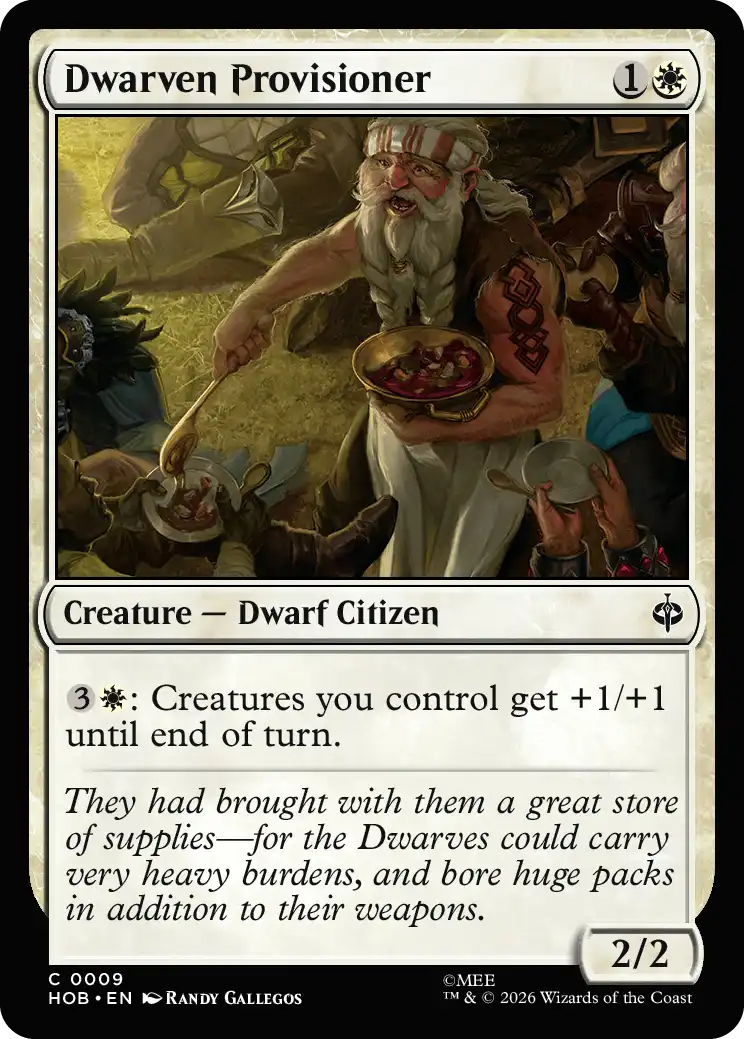 Dwarven Provisioner 1
Creature — Dwarf Citizen
3: Creatures you control get +1/+1
until end of turn.
They had brought with them a great store
of supplies—for the Dwarves could carry
very heavy burdens, and bore huge packs
in addition to their weapons.
2/2
C 0009
HOB • EN RANDY GALLEGOS
©MEE
™ & © 2026 Wizards of the Coast